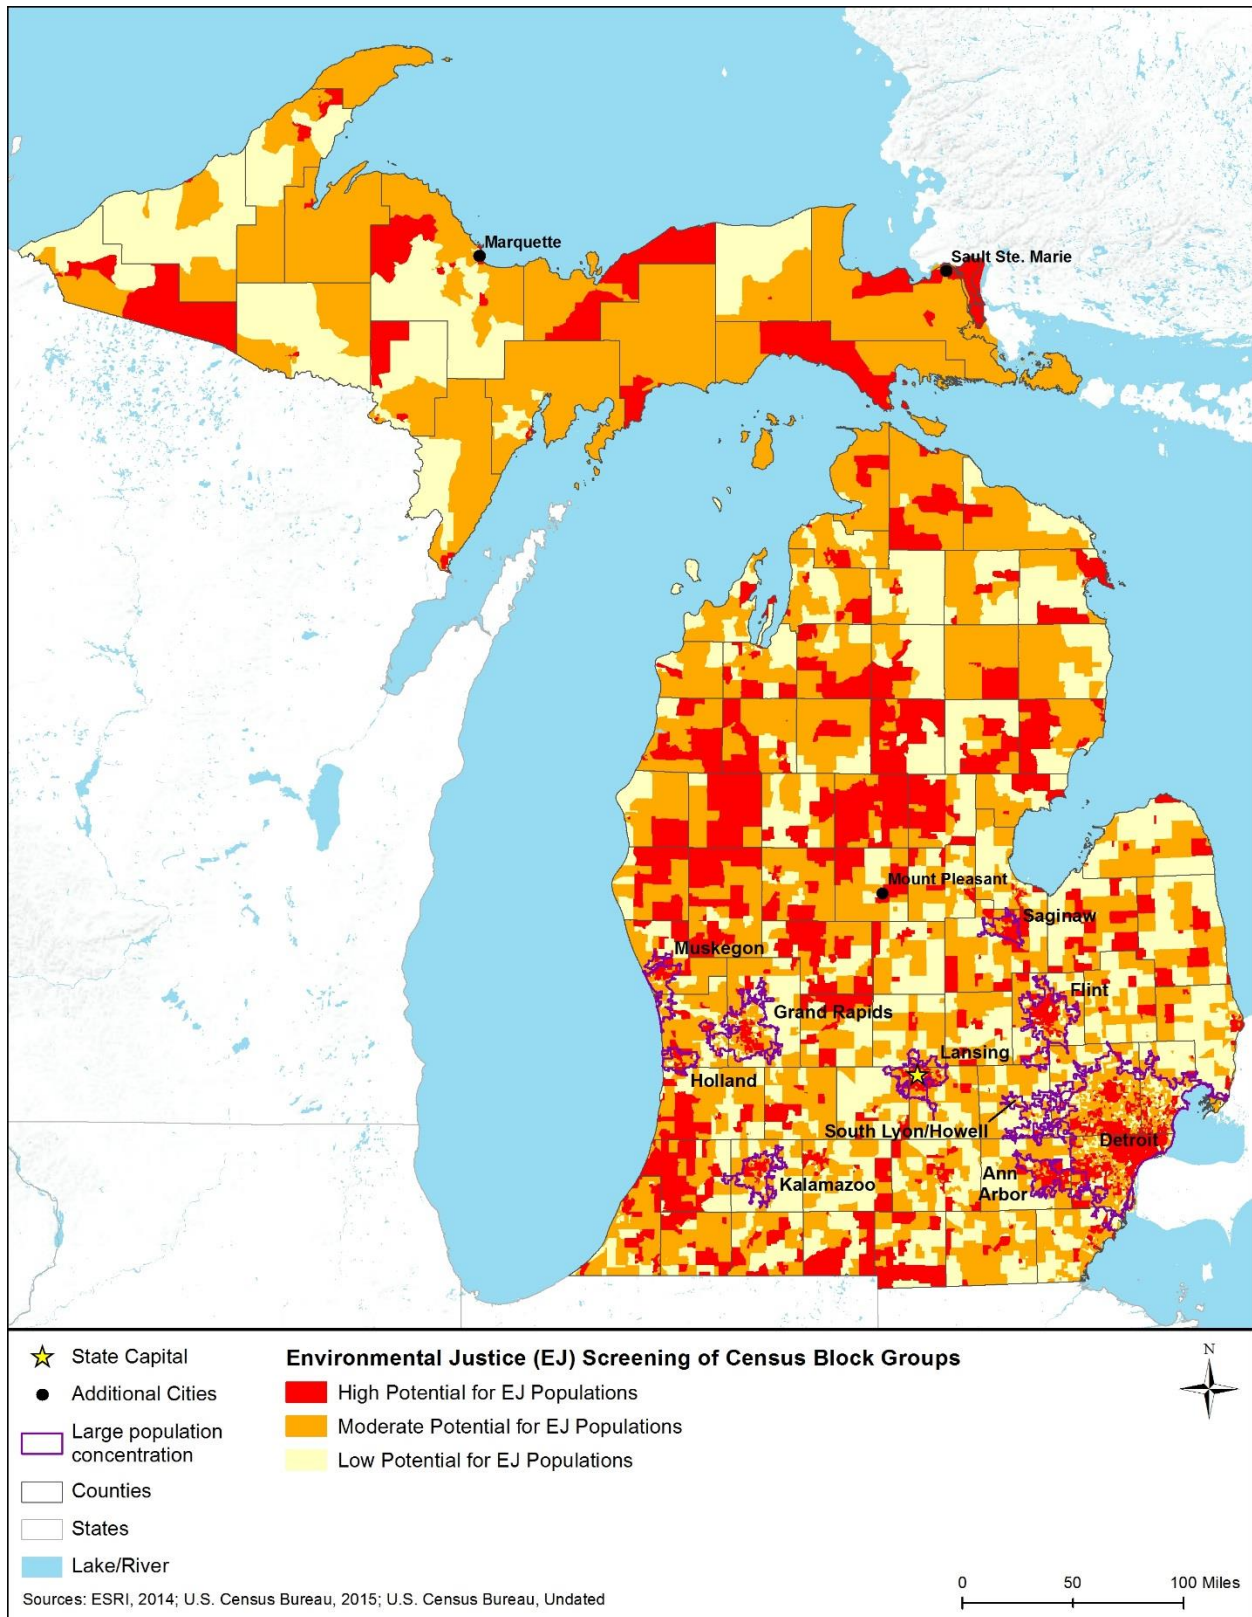 Marquette
Sault Ste. Marie
Mount Pleasant
Saginaw
Muskegon
Flint
Grand Rapids
Lansing
Holland
South Lyon/Howell
Detroit
Kalamazoo
Ann
Arbor
State Capital
Additional Cities
Large population
concentration
Counties
States
Lake/River
Environmental Justice (EJ) Screening of Census Block Groups
High Potential for EJ Populations
Moderate Potential for EJ Populations
Low Potential for EJ Populations
N
Sources: ESRI, 2014; U.S. Census Bureau, 2015; U.S. Census Bureau, Undated
0 50 100 Miles